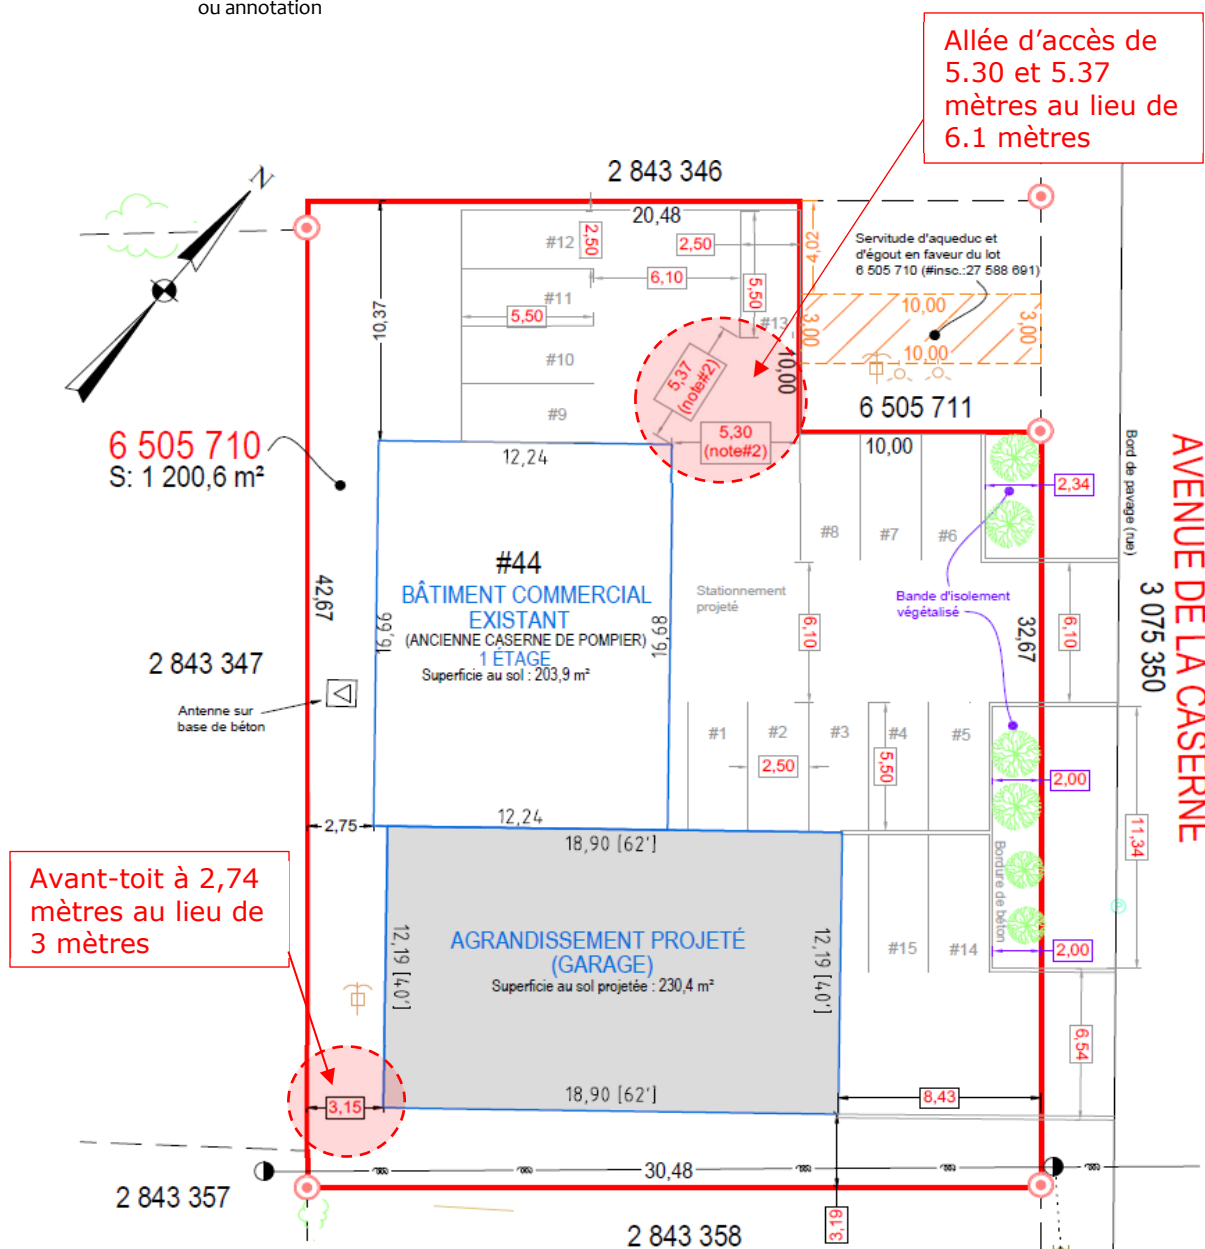 ou annotation
Allée d'accès de
5.30 et 5.37
mètres au lieu de
6.1 mètres
N
2 843 346
20,48
#12
2,50
2,50
4,02
Servitude d'aqueduc et
d'égout en faveur du lot
6 505 710 (#insc.:27 588 691)
6,10
5,50
#11
5,50
10,37
#13
3,00
10,00
3,00
10,00
#10
10,00
5,37
(note#2)
#9
6 505 711
5,30
(note#2)
10,00
6 505 710
S: 1 200,6 m²
12,24
Bord de pavage (rue)
AVENUE DE LA CASERNE
3 075 350
2,34
#8
#7
#6
#44
BÂTIMENT COMMERCIAL
EXISTANT
(ANCIENNE CASERNE DE POMPIER)
1 ÉTAGE
Superficie au sol : 203,9 m²
42,67
16,66
16,68
Stationnement
projeté
6,10
Bande d'isolement
végétalisé
32,67
6,10
2 843 347
Antenne sur
base de béton
#1
#2
#3
#4
#5
2,50
5,50
2,00
2,75
12,24
18,90 [62']
11,34
Bordure de béton
Avant-toit à 2,74
mètres au lieu de
3 mètres
12,19 [40']
AGRANDISSEMENT PROJETÉ
(GARAGE)
Superficie au sol projetée : 230,4 m²
12,19 [40']
#15
#14
2,00
6,54
3,15
18,90 [62']
8,43
30,48
2 843 357
3,19
2 843 358